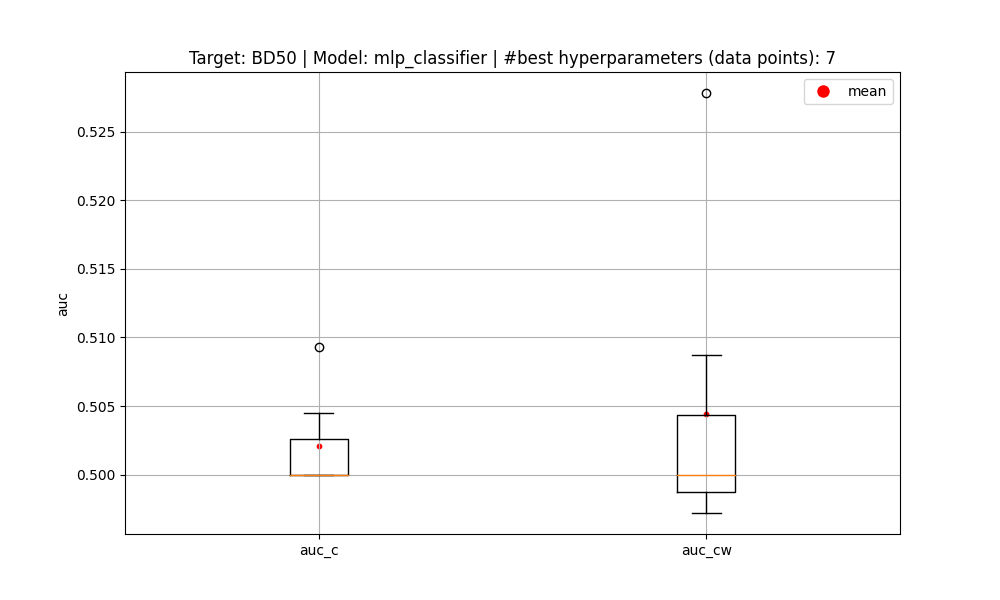 Target: BD50 | Model: mlp_classifier | #best hyperparameters (data points): 7
mean
0.525
0.520
0.515
0.510
0.505
0.500
auc
auc_c
auc_cw